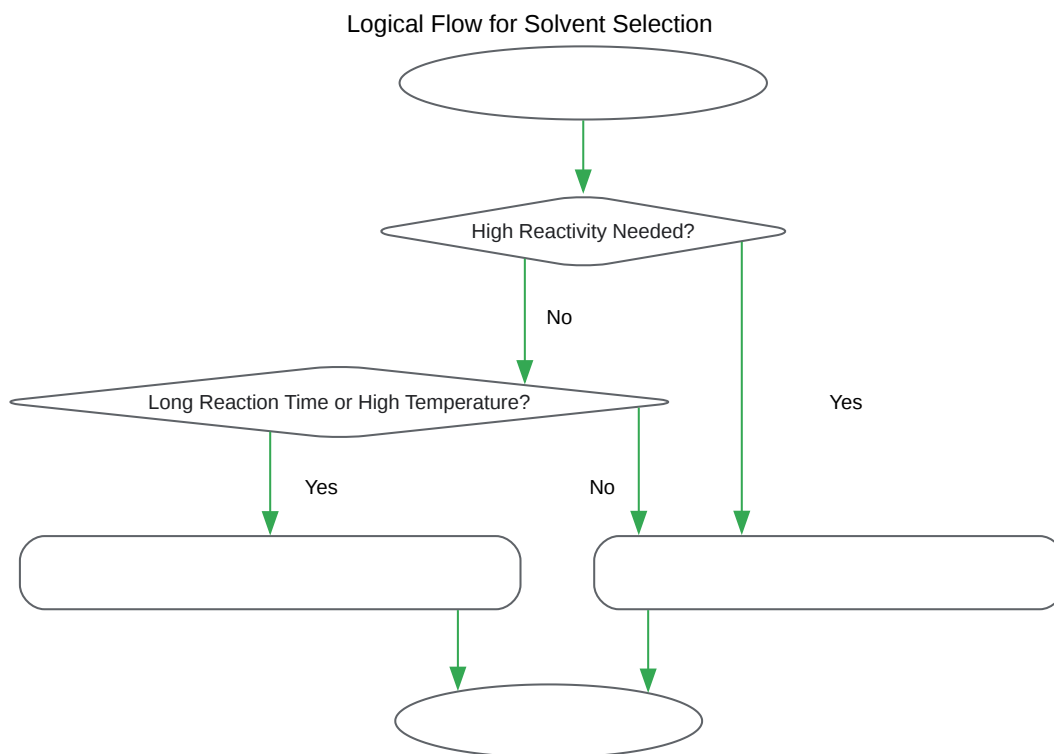 Logical Flow for Solvent Selection
High Reactivity Needed?
No
Long Reaction Time or High Temperature?
Yes
Yes
No